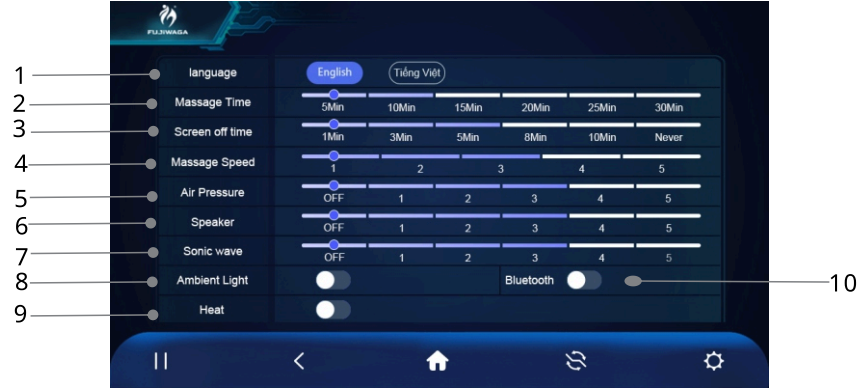 FUJIWAGA
1 language English Tiếng Việt
2 Massage Time 5Min 10Min 15Min 20Min 25Min 30Min
3 Screen off time 1Min 3Min 5Min 8Min 10Min Never
4 Massage Speed 1 2 3 4 5
5 Air Pressure OFF 1 2 3 4 5
6 Speaker OFF 1 2 3 4 5
7 Sonic wave OFF 1 2 3 4 5
8 Ambient Light Bluetooth 10
9 Heat